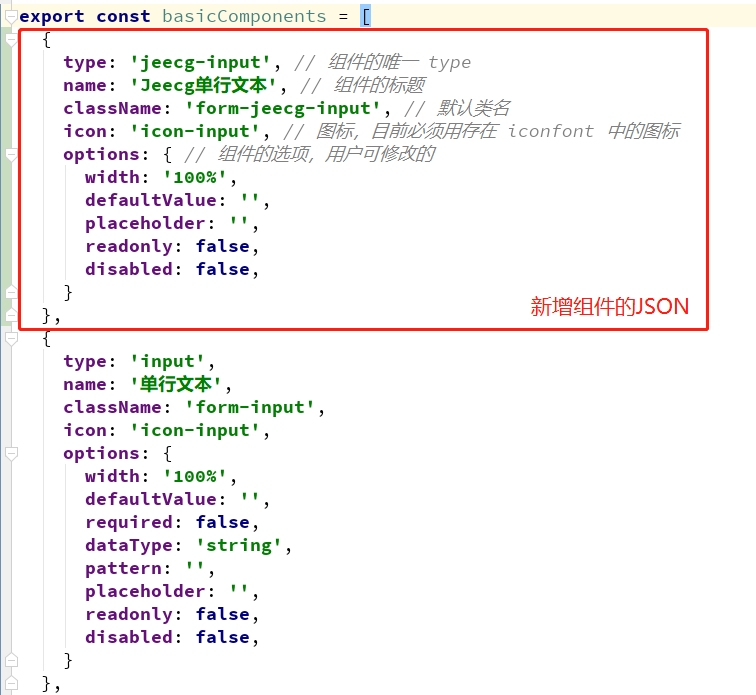 export const basicComponents = [
  {
    type: 'jeecg-input', // 组件的唯一 type
    name: 'Jeecg单行文本', // 组件的标题
    className: 'form-jeecg-input', // 默认类名
    icon: 'icon-input', // 图标, 目前必须用存在 iconfont 中的图标
    options: { // 组件的选项, 用户可修改的
      width: '100%',
      defaultValue: '',
      placeholder: '',
      readonly: false,
      disabled: false,
    }
新增组件的JSON
  },
  {
    type: 'input',
    name: '单行文本',
    className: 'form-input',
    icon: 'icon-input',
    options: {
      width: '100%',
      defaultValue: '',
      required: false,
      dataType: 'string',
      pattern: '',
      placeholder: '',
      readonly: false,
      disabled: false,
    }
  },